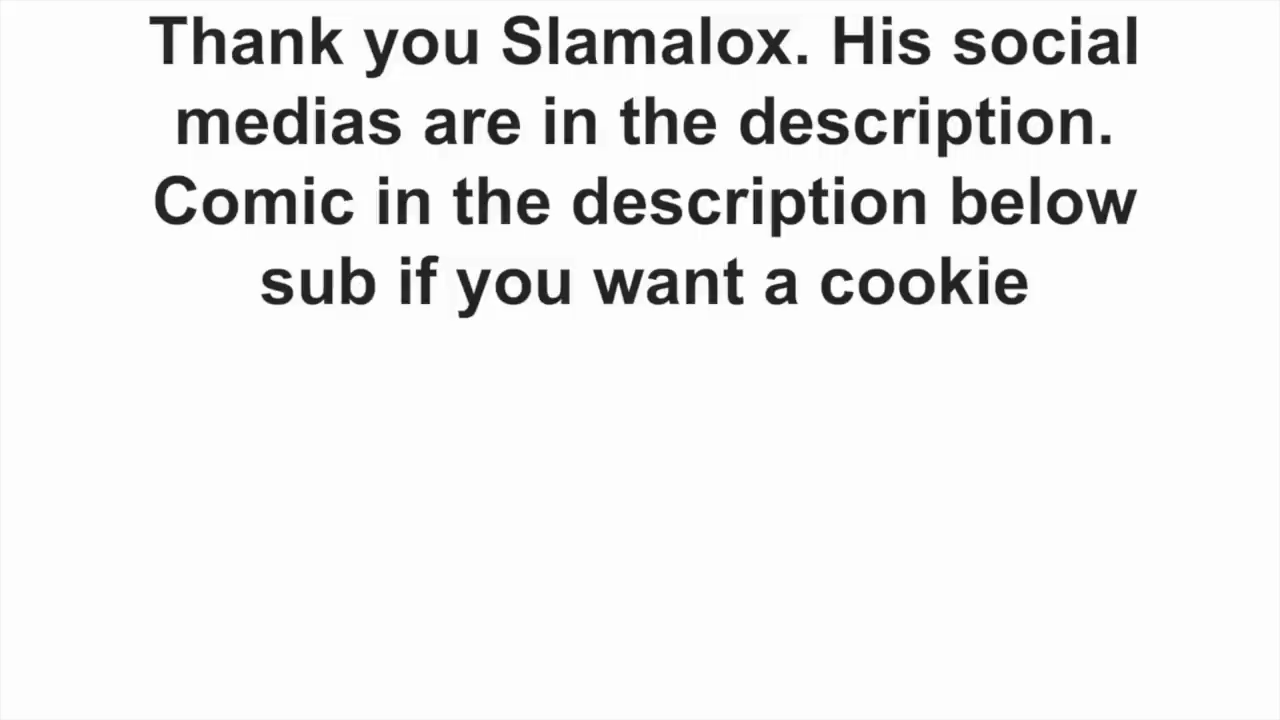 Thank you Slamalox. His social
medias are in the description.
Comic in the description below
sub if you want a cookie